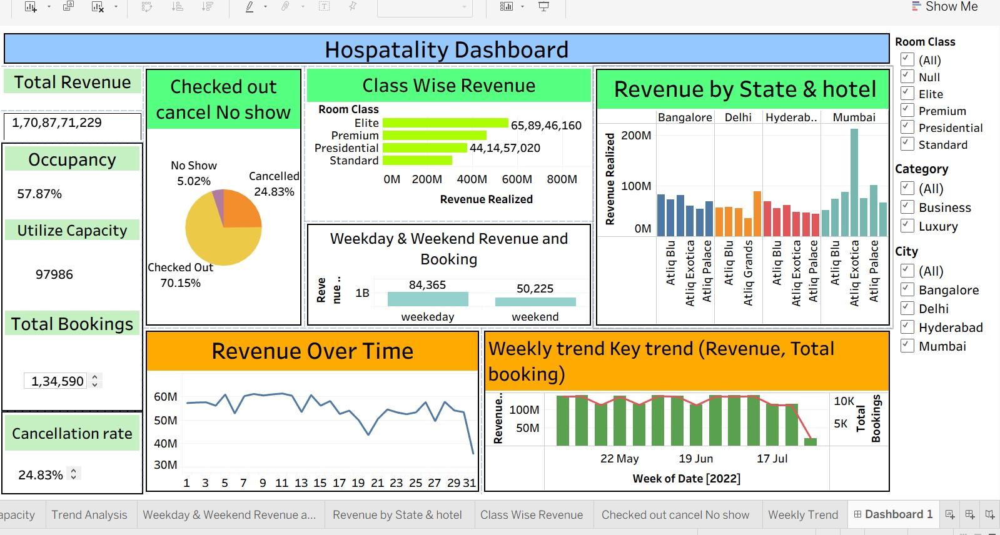 Show Me
Hospatality Dashboard
Total Revenue
1,70,87,71,229
Occupancy
57.87%
Utilize Capacity
97986
Total Bookings
1,34,590
Cancellation rate
24.83%
Checked out
cancel No show
No Show
5.02%
Cancelled
24.83%
Checked Out
70.15%
Class Wise Revenue
Room Class
Elite
65,89,46,160
Premium
Presidential
44,14,57,020
Standard
0M 200M 400M 600M 800M
Revenue Realized
Weekday & Weekend Revenue and
Booking
Reve
nue ..
1B
84,365
50,225
weekeday
weekend
Revenue by State & hotel
Bangalore Delhi Hyderab.. Mumbai
Revenue Realized
200M
100M
0M
Atliq Blu
Atliq Exotica
Atliq Palace
Atliq Blu
Atliq Grands
Atliq Blu
Atliq Exotica
Atliq Palace
Atliq Blu
Atliq Exotica
Atliq Palace
Revenue Over Time
60M
50M
40M
30M
1 3 5 7 9 11 13 15 17 19 21 23 25 27 29 31
Weekly trend Key trend (Revenue, Total
booking)
Revenue..
100M
50M
10K
5K
Total
Bookings
22 May 19 Jun 17 Jul
Week of Date [2022]
Room Class
(All)
Null
Elite
Premium
Presidential
Standard
Category
(All)
Business
Luxury
City
(All)
Bangalore
Delhi
Hyderabad
Mumbai
apacity Trend Analysis Weekday & Weekend Revenue a... Revenue by State & hotel Class Wise Revenue Checked out cancel No show Weekly Trend Dashboard 1